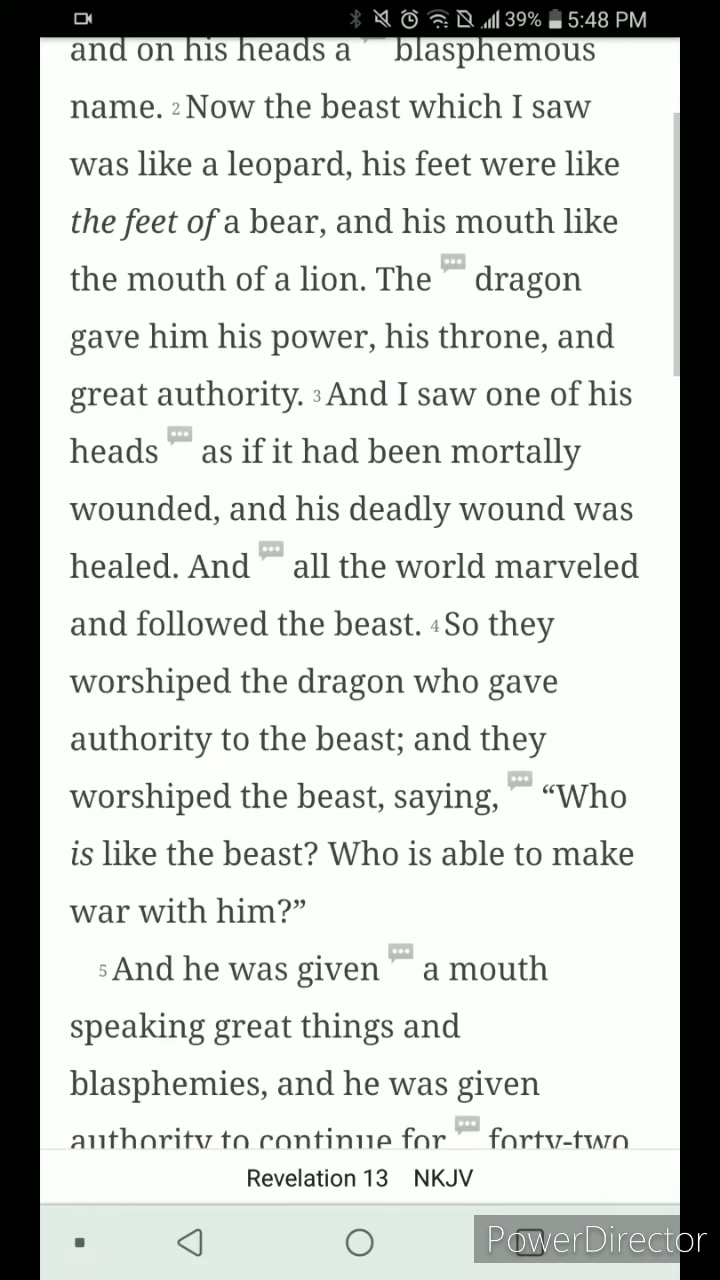 39% 5:48 PM
and on his heads a blasphemous
name. 2 Now the beast which I saw
was like a leopard, his feet were like
the feet of a bear, and his mouth like
the mouth of a lion. The dragon
gave him his power, his throne, and
great authority. 3 And I saw one of his
heads as if it had been mortally
wounded, and his deadly wound was
healed. And all the world marveled
and followed the beast. 4 So they
worshiped the dragon who gave
authority to the beast; and they
worshiped the beast, saying, “Who
is like the beast? Who is able to make
war with him?”
5 And he was given a mouth
speaking great things and
blasphemies, and he was given
authority to continue for forty-two
Revelation 13 NKJV
PowerDirector